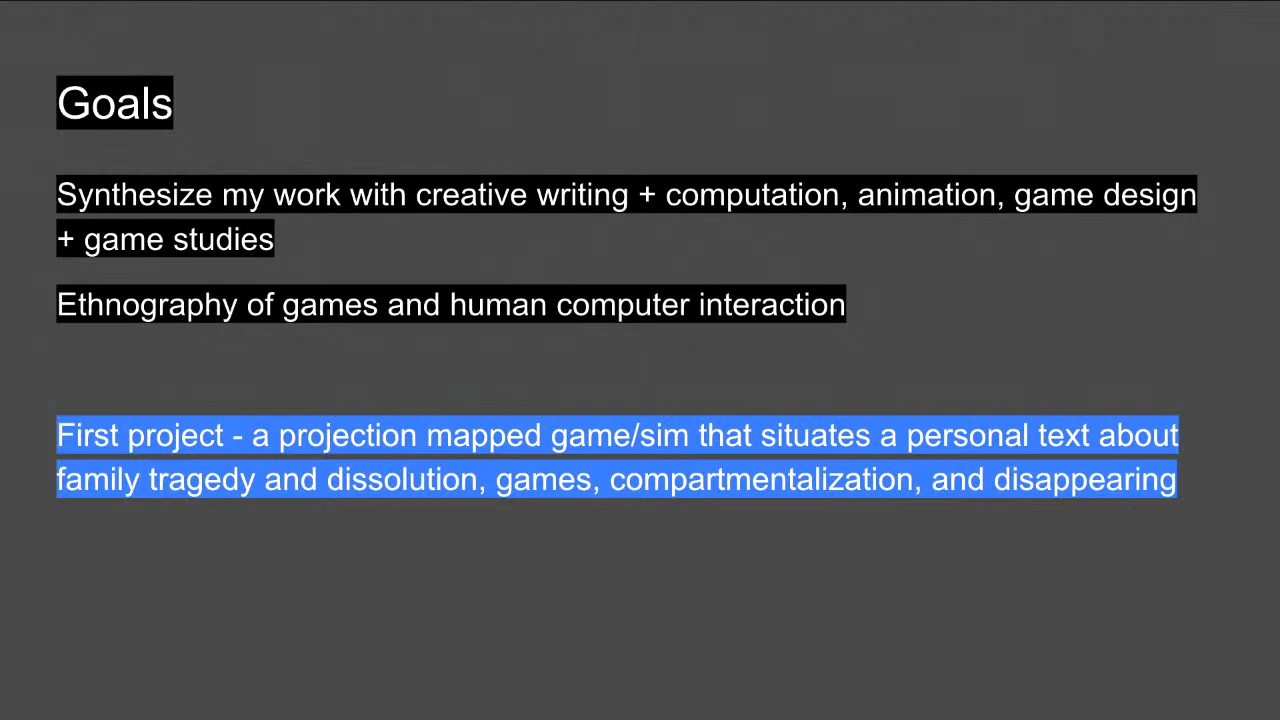 Goals
Synthesize my work with creative writing + computation, animation, game design
+ game studies
Ethnography of games and human computer interaction
First project - a projection mapped game/sim that situates a personal text about
family tragedy and dissolution, games, compartmentalization, and disappearing